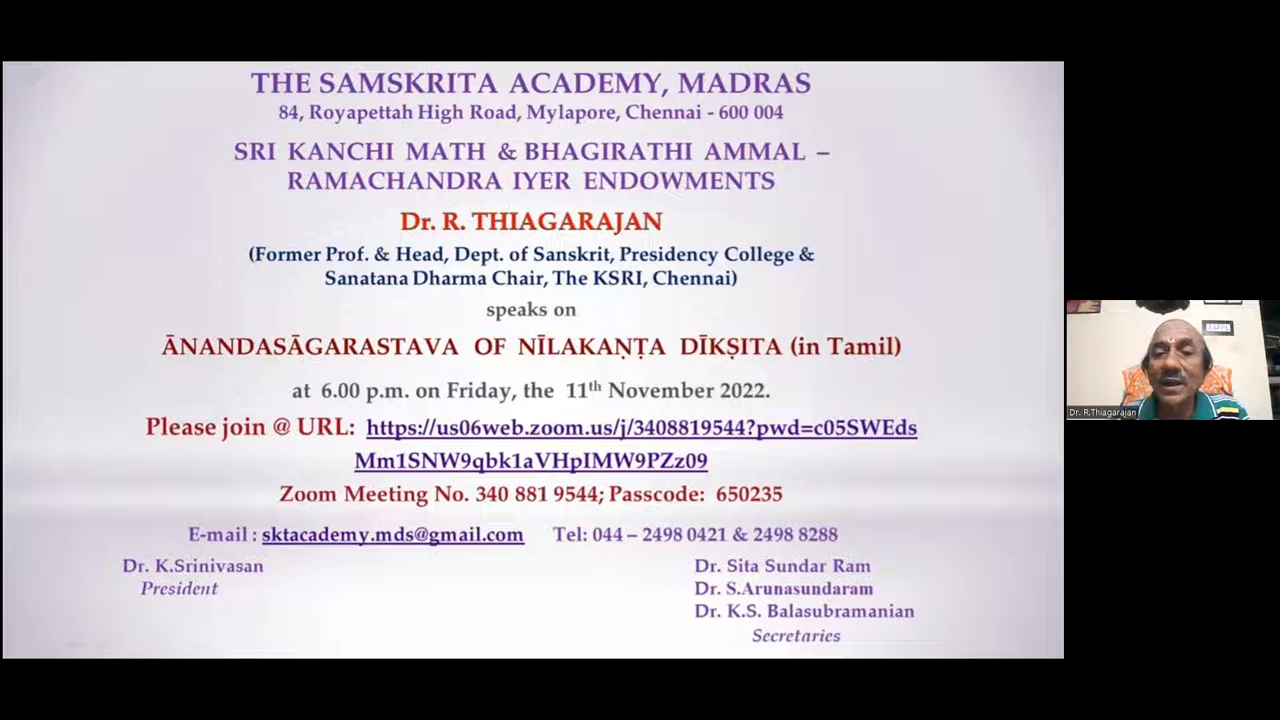 THE SAMSKRITA ACADEMY, MADRAS
84, Royapettah High Road, Mylapore, Chennai - 600 004
SRI KANCHI MATH & BHAGIRATHI AMMAL –
RAMACHANDRA IYER ENDOWMENTS
Dr. R. THIAGARAJAN
(Former Prof. & Head, Dept. of Sanskrit, Presidency College &
Sanatana Dharma Chair, The KSRI, Chennai)
speaks on
ĀNANDASĀGARASTAVA OF NĪLAKAṆṬA DĪKṢITA (in Tamil)
at 6.00 p.m. on Friday, the 11th November 2022.
Please join @ URL: https://us06web.zoom.us/j/3408819544?pwd=c05SWEds
Mm1SNW9qbk1aVHpIMW9PZz09
Zoom Meeting No. 340 881 9544; Passcode: 650235
E-mail : sktacademy.mds@gmail.com Tel: 044 – 2498 0421 & 2498 8288
Dr. K.Srinivasan
President
Dr. Sita Sundar Ram
Dr. S.Arunasundaram
Dr. K.S. Balasubramanian
Secretaries
Dr. R.Thiagarajan